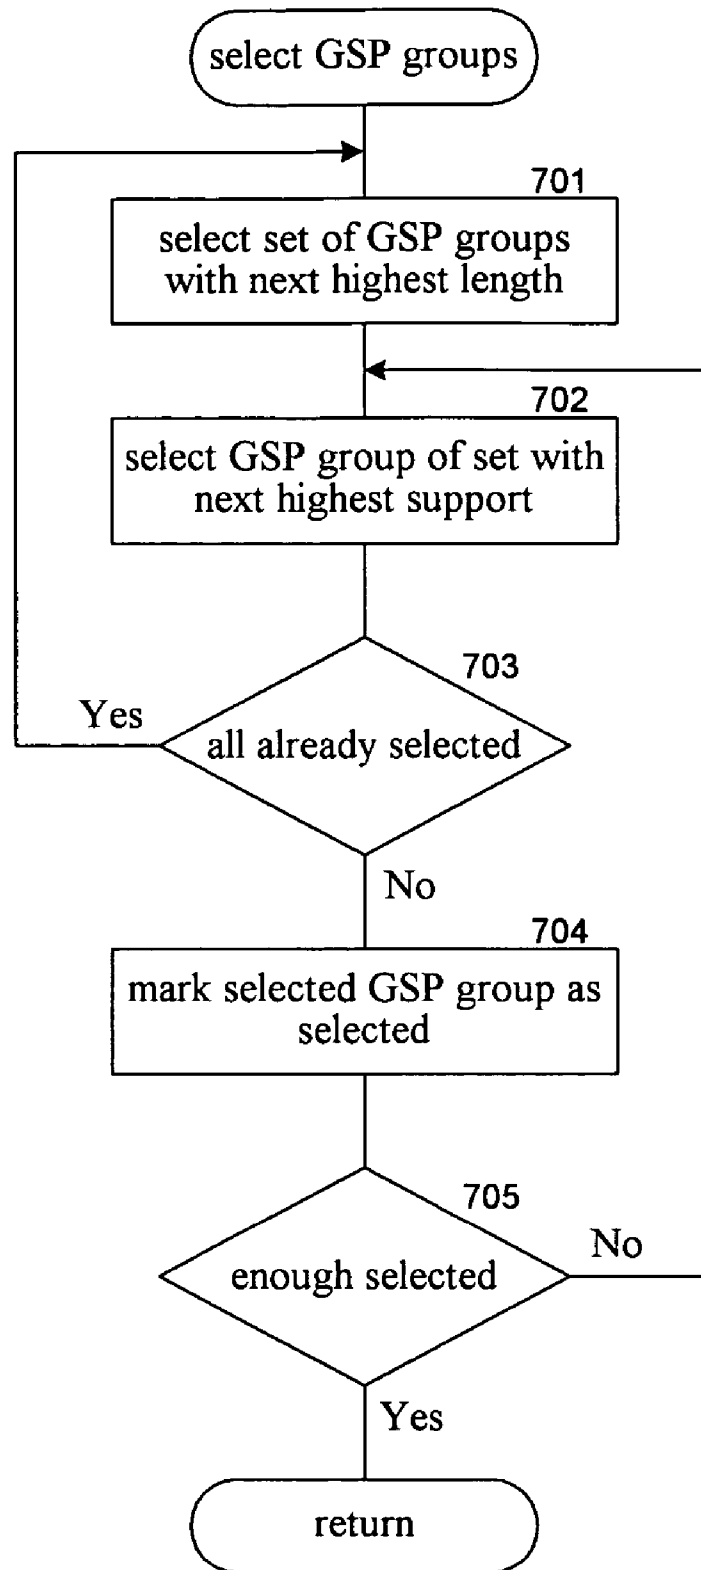 select GSP groups
701
select set of GSP groups
with next highest length
702
select GSP group of set with
next highest support
703
Yes
all already selected
No
704
mark selected GSP group as
selected
705
No
enough selected
Yes
return